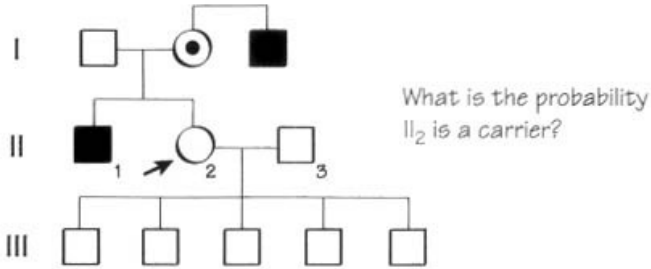 I
What is the probability
II₂ is a carrier?
II
1
2
3
III